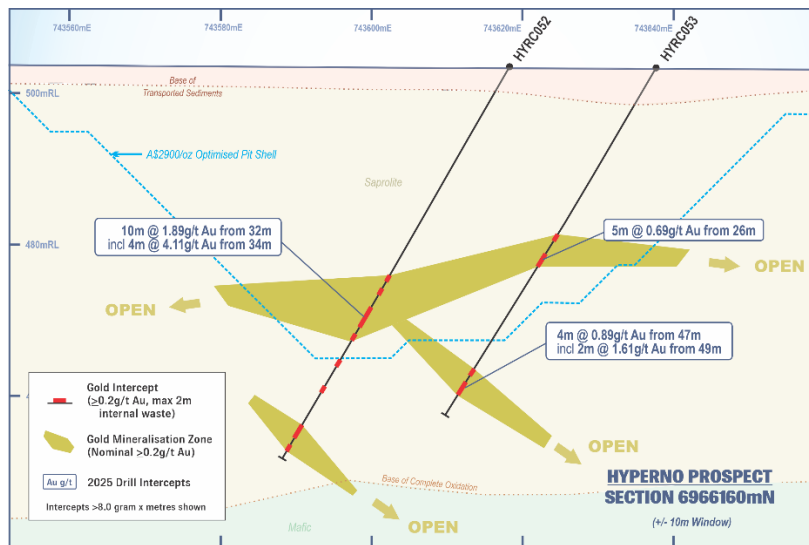 743560mE
743580mE
743600mE
743620mE
743640mE
HYRC052
HYRC053
Base of
Transported Sediments
500mRL
A$2900/oz Optimised Pit Shell
Saprolite
10m @ 1.89g/t Au from 32m
incl 4m @ 4.11g/t Au from 34m
5m @ 0.69g/t Au from 26m
480mRL
OPEN
OPEN
4m @ 0.89g/t Au from 47m
incl 2m @ 1.61g/t Au from 49m
Gold Intercept
(≥0.2g/t Au, max 2m
internal waste)
Gold Mineralisation Zone
(Nominal >0.2g/t Au)
Au g/t
2025 Drill Intercepts
Intercepts >8.0 gram x metres shown
OPEN
Base of Complete Oxidation
HYPERNO PROSPECT
SECTION 6966160mN
(+/- 10m Window)
Mafic
OPEN